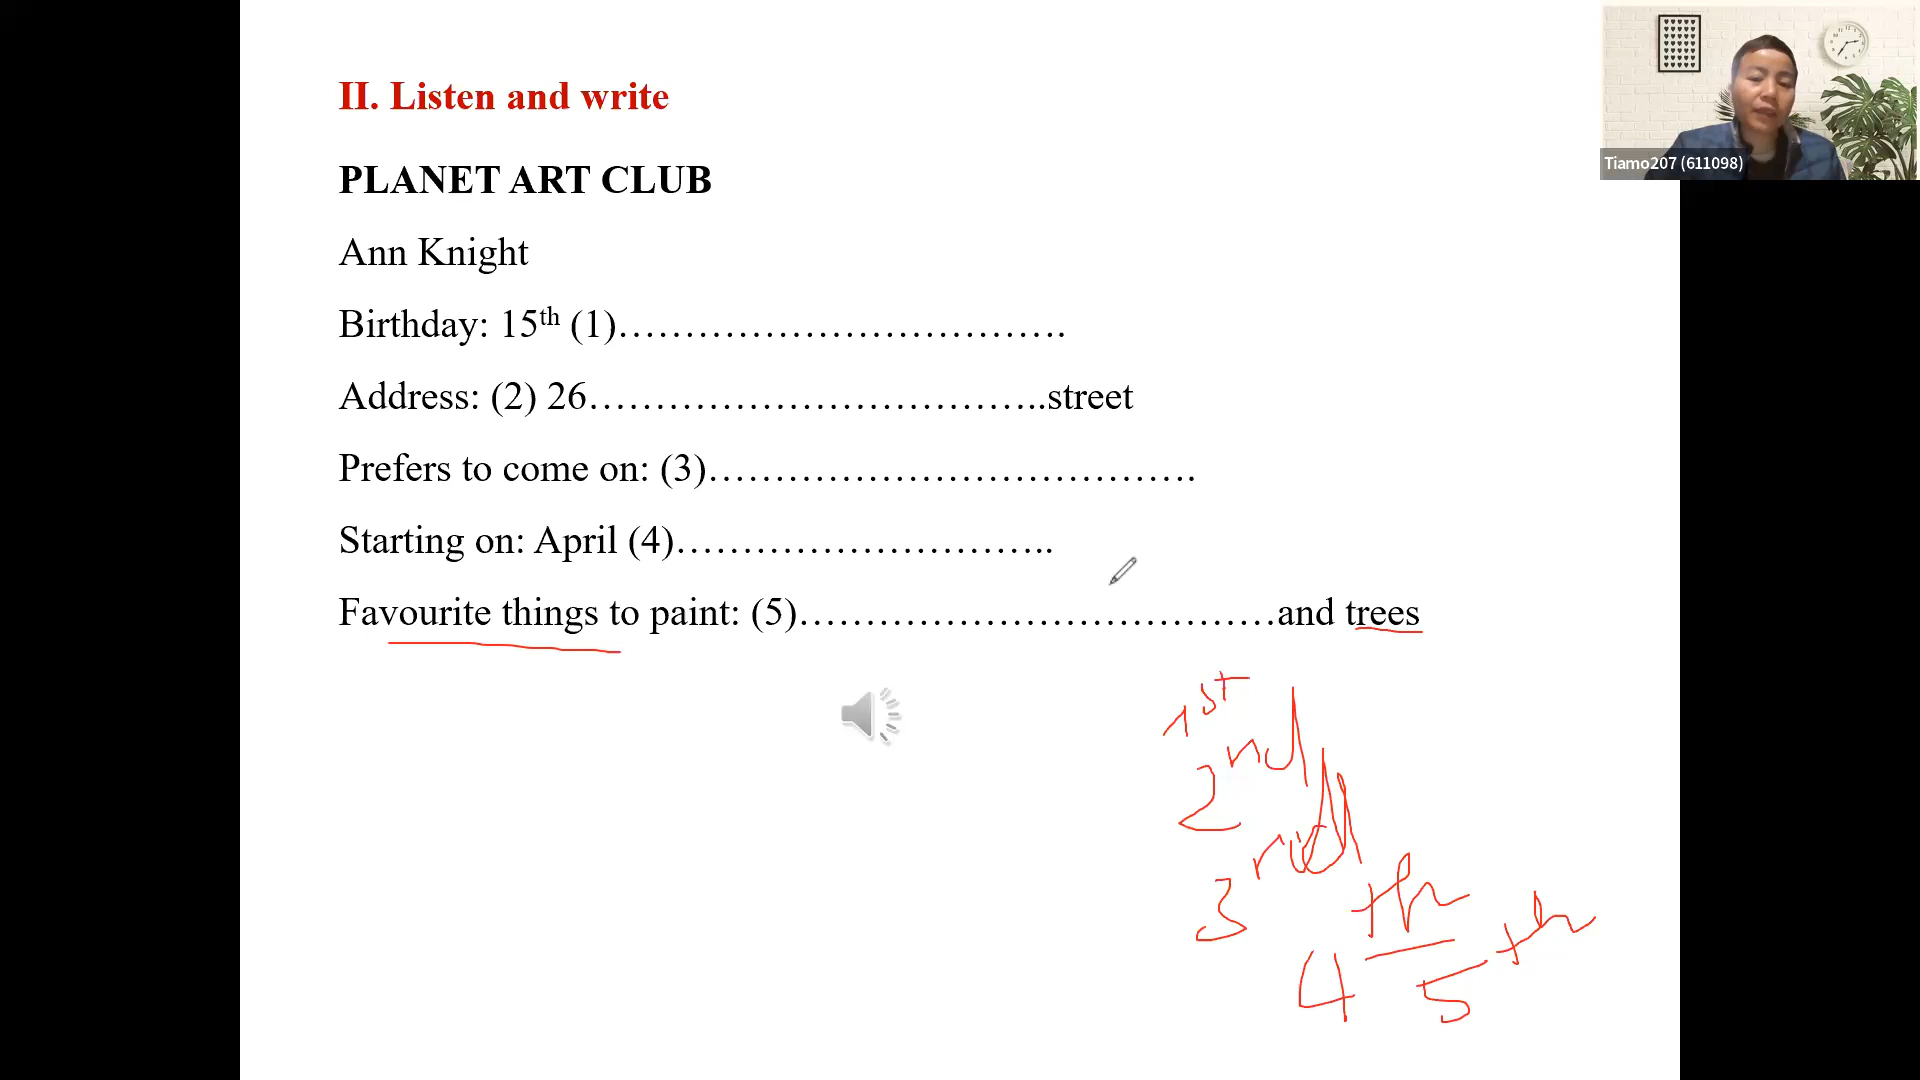 II. Listen and write
Tiamo207 (611098)
PLANET ART CLUB
Ann Knight
Birthday: 15th (1)……………………………….
Address: (2) 26……………………………..street
Prefers to come on: (3)……………………………….
Starting on: April (4)………………………..
Favourite things to paint: (5)………………………………and trees
1st
2nd
3rd
4th
5th